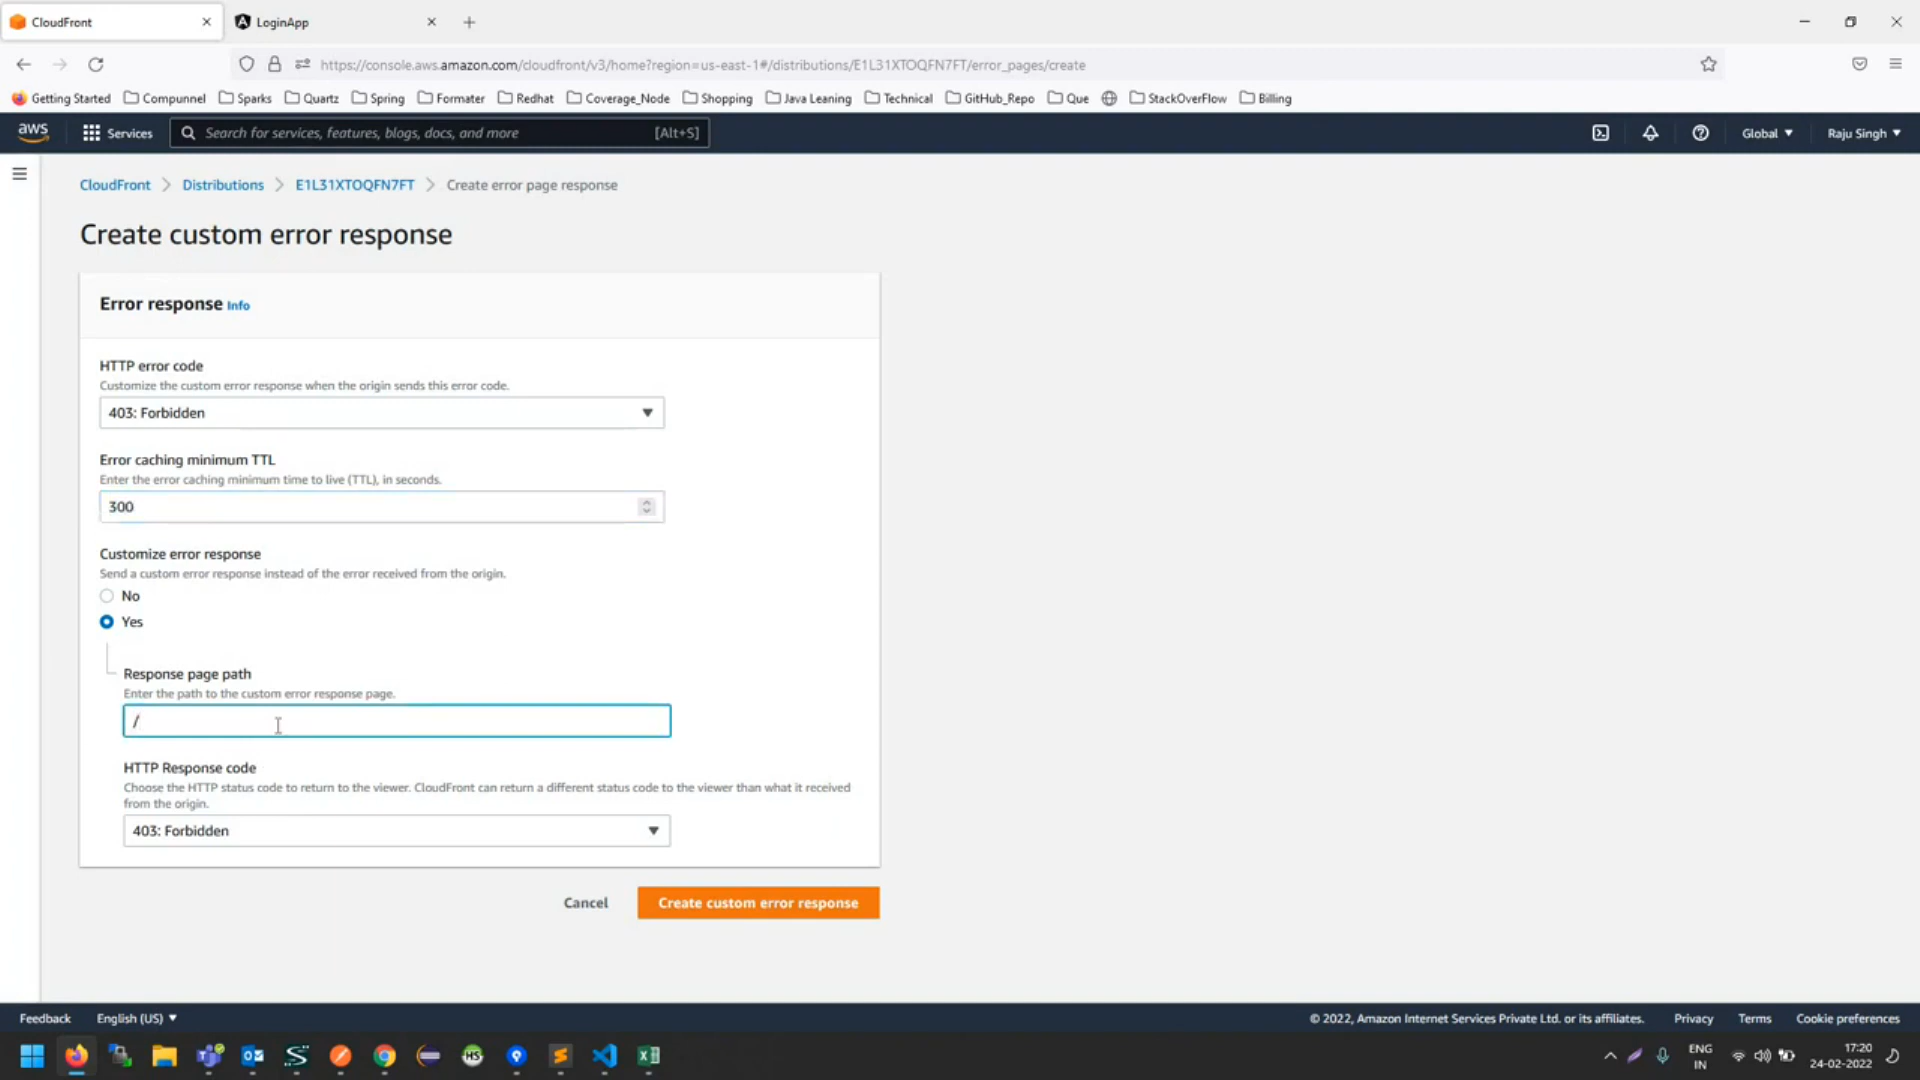 CloudFront
LoginApp
https://console.aws.amazon.com/cloudfront/v3/home?region=us-east-1#/distributions/E1L31XTOQFN7FT/error_pages/create
Getting Started Compunnel Sparks Quartz Spring Formater Redhat Coverage_Node Shopping Java Leaning Technical GitHub_Repo Que StackOverFlow Billing
aws Services Search for services, features, blogs, docs, and more [Alt+S] Global Raju Singh
CloudFront Distributions E1L31XTOQFN7FT Create error page response
Create custom error response
Error response Info
HTTP error code
Customize the custom error response when the origin sends this error code.
403: Forbidden
Error caching minimum TTL
Enter the error caching minimum time to live (TTL), in seconds.
300
Customize error response
Send a custom error response instead of the error received from the origin.
No
Yes
Response page path
Enter the path to the custom error response page.
/
HTTP Response code
Choose the HTTP status code to return to the viewer. CloudFront can return a different status code to the viewer than what it received
from the origin.
403: Forbidden
Cancel Create custom error response
Feedback English (US) © 2022, Amazon Internet Services Private Ltd. or its affiliates. Privacy Terms Cookie preferences
HS
ENG
IN
17:20
24-02-2022